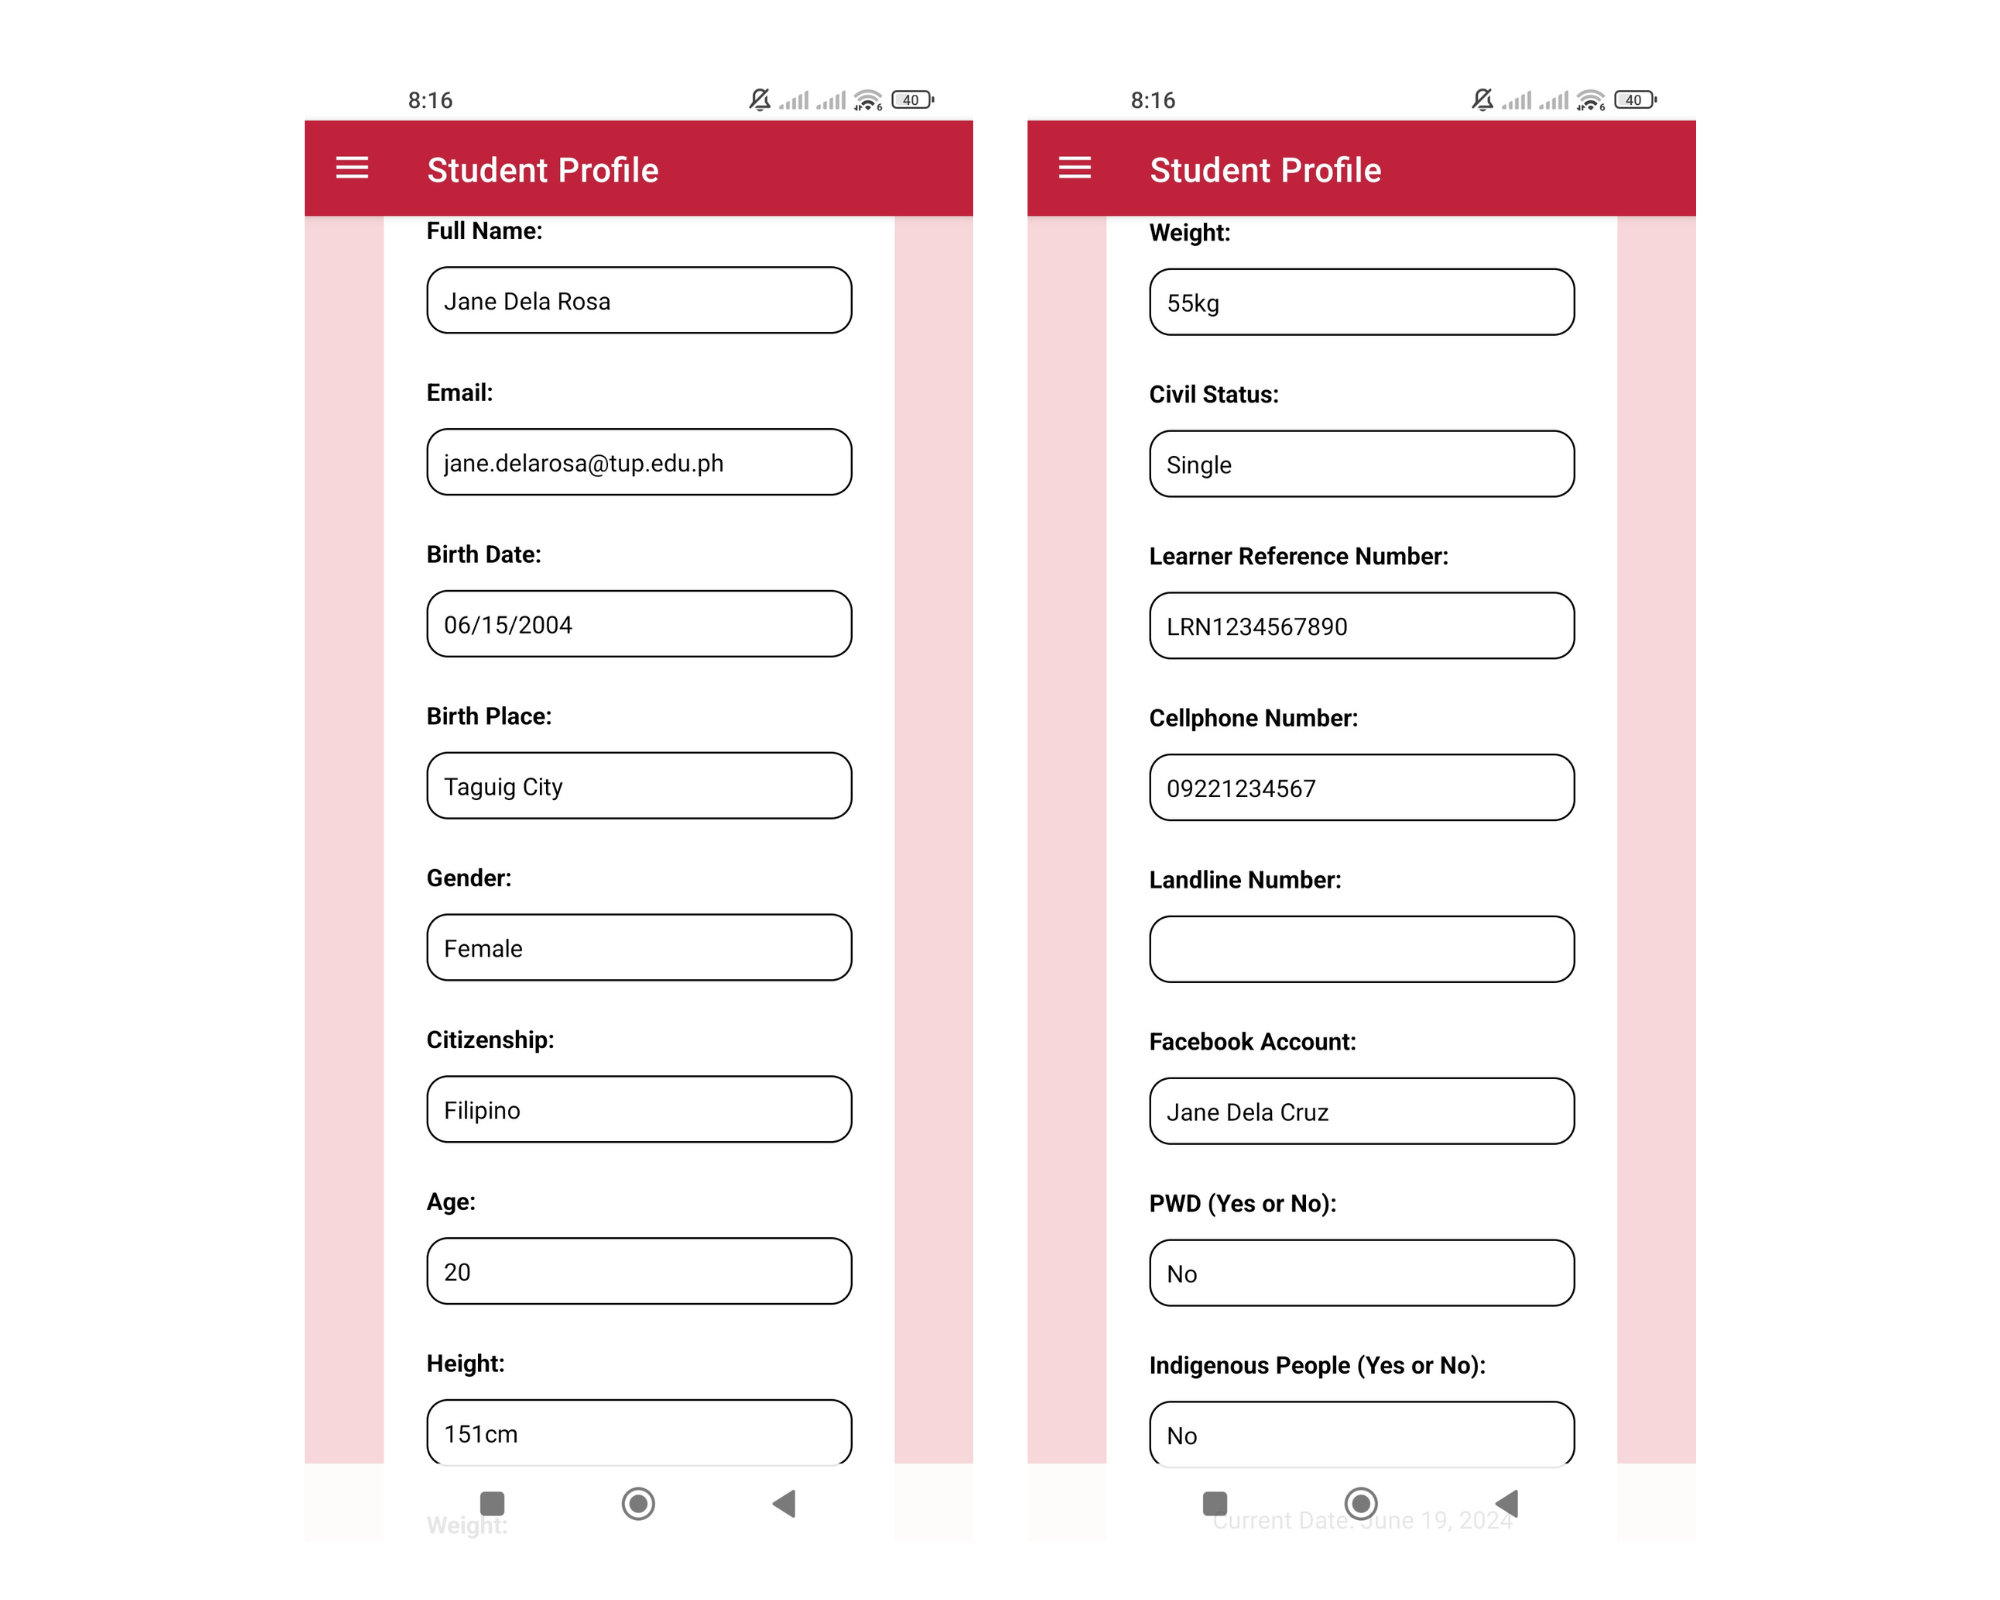 8:16
6
40
Student Profile
Full Name:
Jane Dela Rosa
Email:
jane.delarosa@tup.edu.ph
Birth Date:
06/15/2004
Birth Place:
Taguig City
Gender:
Female
Citizenship:
Filipino
Age:
20
Height:
151cm
Weight:
8:16
6
40
Student Profile
Weight:
55kg
Civil Status:
Single
Learner Reference Number:
LRN1234567890
Cellphone Number:
09221234567
Landline Number:
Facebook Account:
Jane Dela Cruz
PWD (Yes or No):
No
Indigenous People (Yes or No):
No
Current Date: June 19, 2024